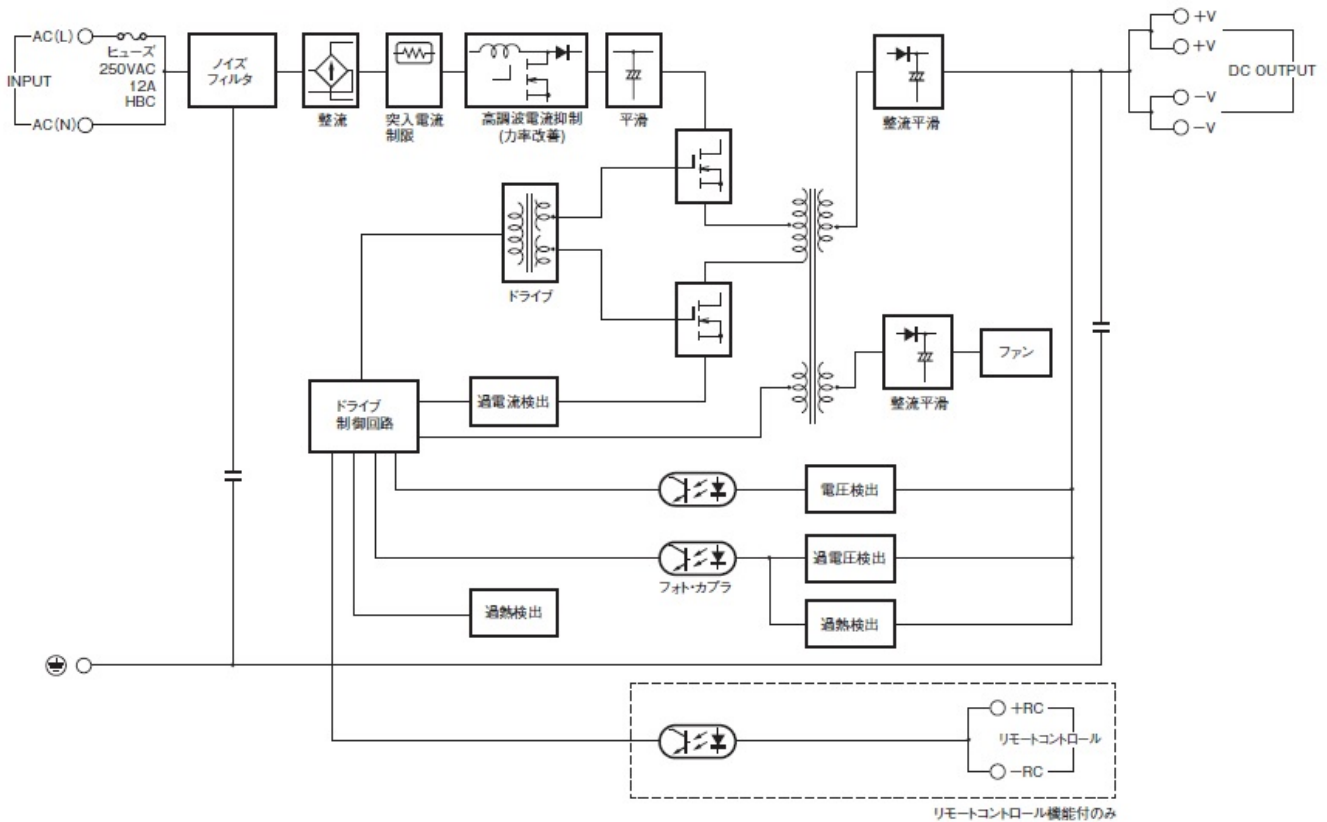 AC(L)
ヒューズ
250VAC
12A
HBC
INPUT
AC(N)
ノイズ
フィルタ
整流
突入電流
制限
高調波電流抑制
(力率改善)
平滑
整流平滑
+V
+V
DC OUTPUT
−V
−V
ドライブ
整流平滑
ファン
ドライブ
制御回路
過電流検出
電圧検出
過電圧検出
フォト・カプラ
過熱検出
過熱検出
+RC
リモートコントロール
−RC
リモートコントロール機能付のみ